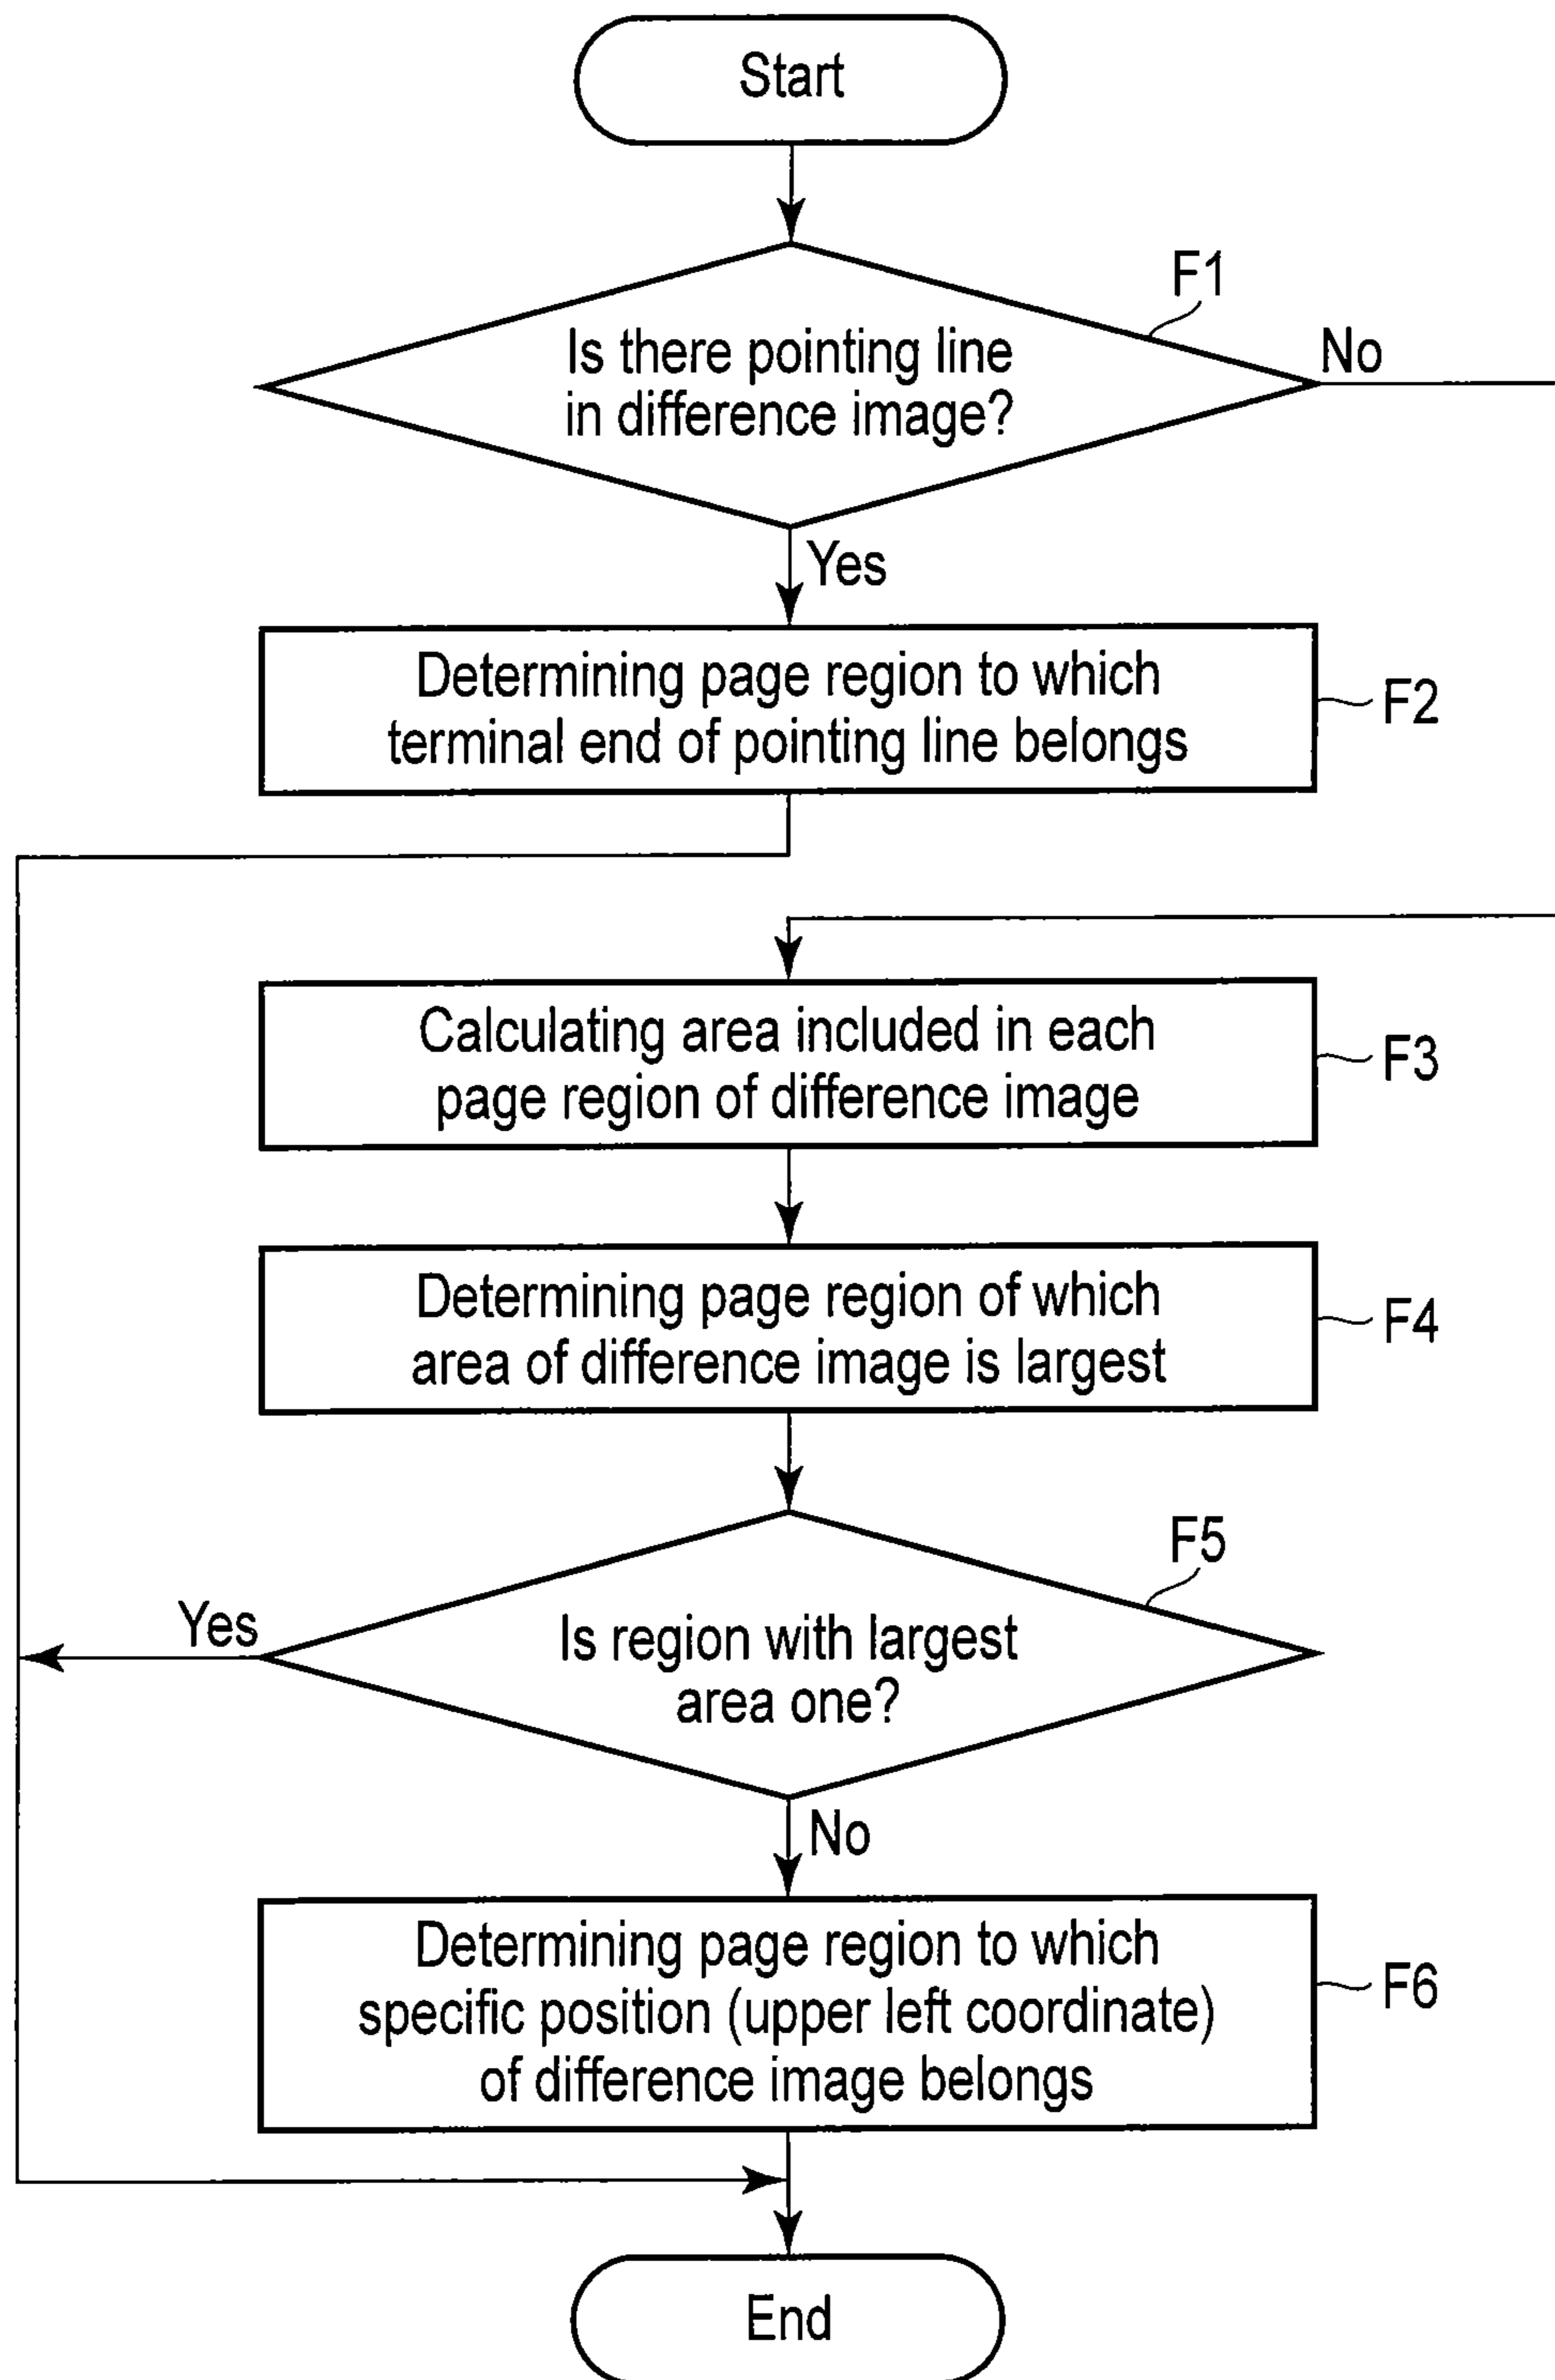 Start
F1
Is there pointing line
in difference image?
No
Yes
Determining page region to which
terminal end of pointing line belongs
F2
Calculating area included in each
page region of difference image
F3
Determining page region of which
area of difference image is largest
F4
F5
Is region with largest
area one?
Yes
No
Determining page region to which
specific position (upper left coordinate)
of difference image belongs
F6
End